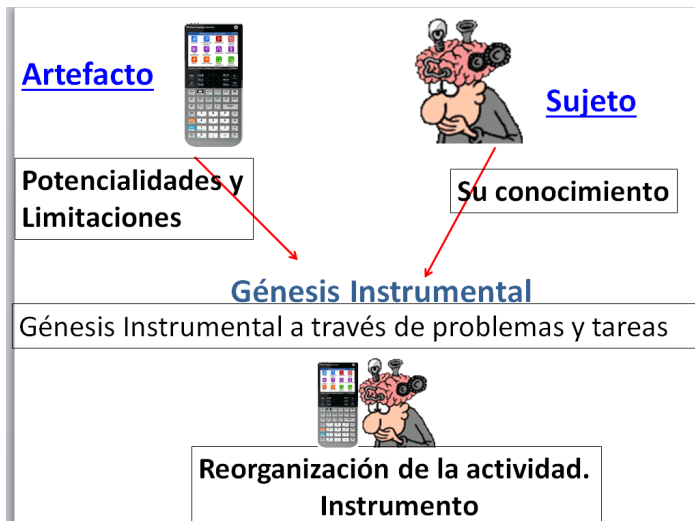 Artefacto
Sujeto
Potencialidades y
Limitaciones
Su conocimiento
Génesis Instrumental
Génesis Instrumental a través de problemas y tareas
Reorganización de la actividad.
Instrumento